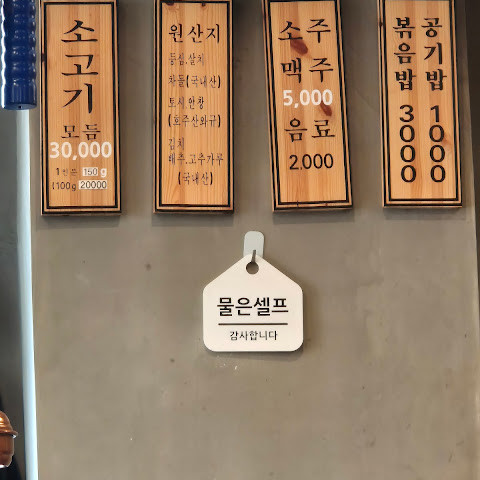 소고기
모듬
30,000
1인분 150g
(100g 20000
원산지
등심.살치
차돌(국내산)
토시.안창
(호주산와규)
김치
배추.고추가루
(국내산)
소주
맥주
5,000
음료
2.000
공기밥 1000
볶음밥 3000
물은셀프
감사합니다